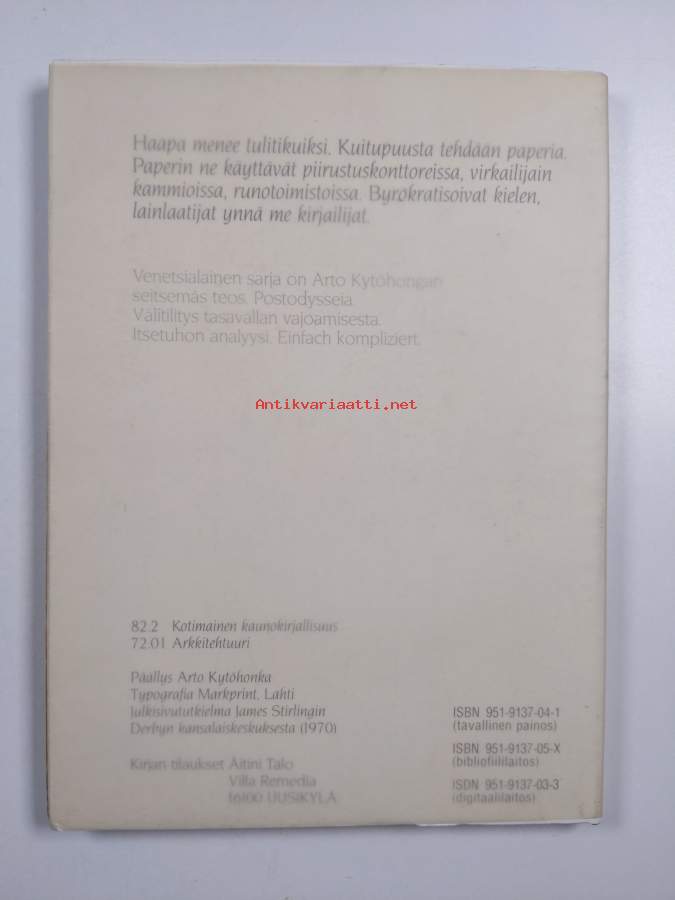 Haapa menee tulitikuiksi. Kuitupuusta tehdään paperia.
Paperin ne käyttävät piirustuskonttoreissa, virkailijain
kammioissa, runotoimistoissa. Byrokratisoivat kielen,
lainlaatijat ynnä me kirjailijat.
Venetsialainen sarja on Arto Kytöhongan
seitsemäs teos. Postodysseia.
Välitilitys tasavallan vajoamisesta.
Itsetuhon analyysi. Einfach kompliziert.
Antikvariaatti.net
82.2 Kotimainen kaunokirjallisuus
72.01 Arkkitehtuuri
Päällys Arto Kytöhonka
Typografia Markprint, Lahti
Julkisivututkielma James Stirlingin
Derbyn kansalaiskeskuksesta (1970)
Kirjan tilaukset Äitini Talo
Villa Remedia
16100 UUSIKYLÄ
ISBN 951-9137-04-1
(tavallinen painos)
ISBN 951-9137-05-X
(bibliofiililaitos)
ISDN 951-9137-03-3
(digitaalilaitos)